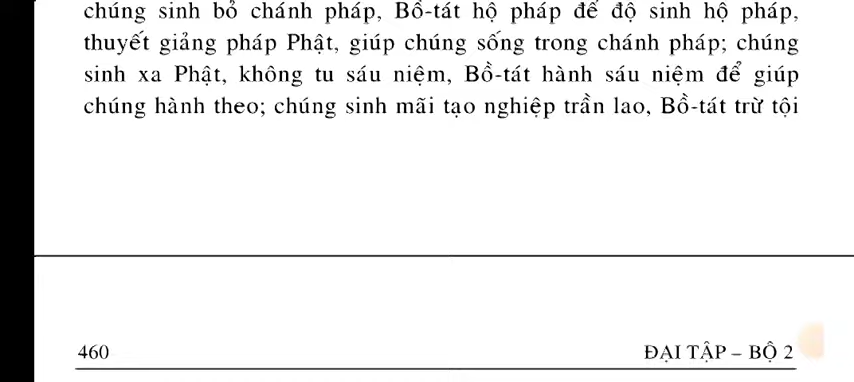 chúng sinh bỏ chánh pháp, Bồ-tát hộ pháp để độ sinh hộ pháp,
thuyết giảng pháp Phật, giúp chúng sống trong chánh pháp; chúng
sinh xa Phật, không tu sáu niệm, Bồ-tát hành sáu niệm để giúp
chúng hành theo; chúng sinh mãi tạo nghiệp trần lao, Bồ-tát trừ tội
460 ĐẠI TẬP – BỘ 2